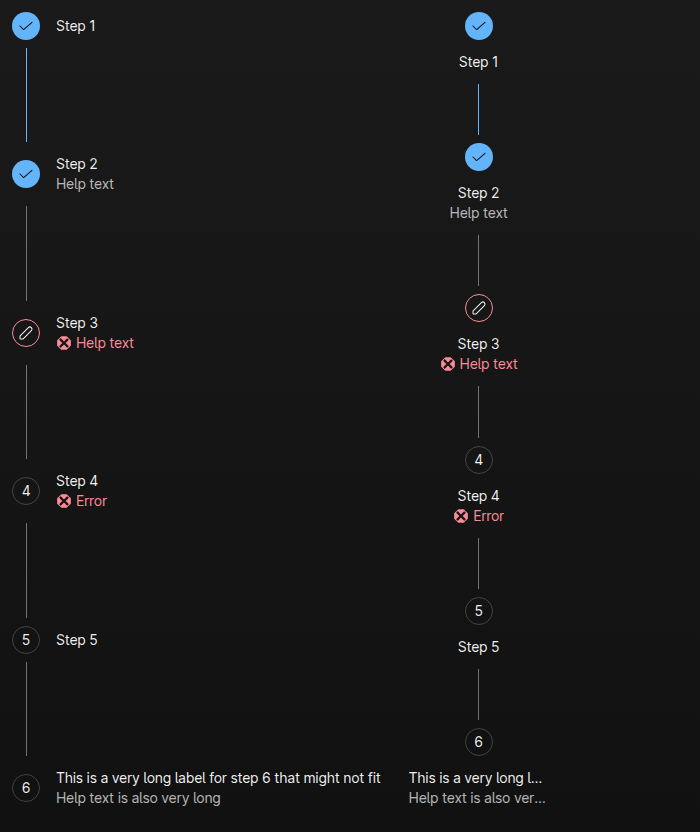 Step 1
Step 2
Help text
Step 3
Help text
4
Step 4
Error
5
Step 5
6
This is a very long label for step 6 that might not fit
Help text is also very long
Step 1
Step 2
Help text
Step 3
Help text
4
Step 4
Error
5
Step 5
6
This is a very long l...
Help text is also ver...